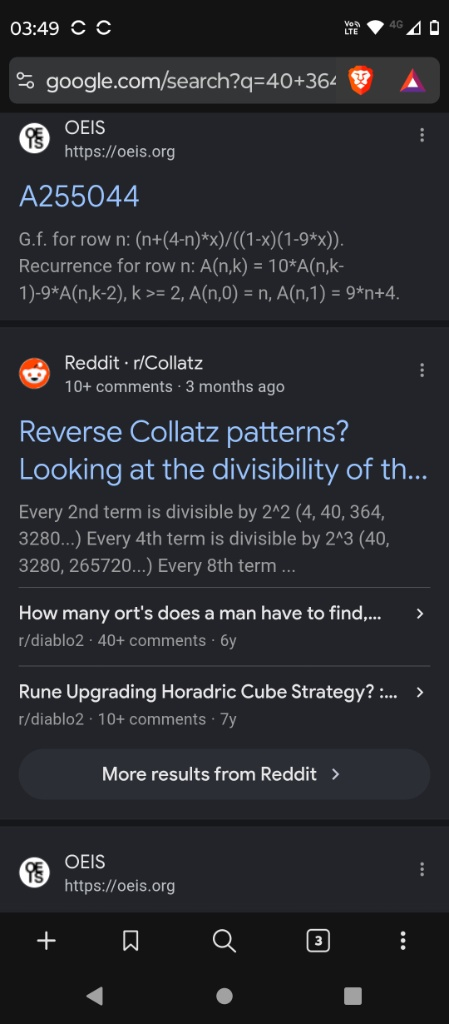 03:49
Vo
LTE
4G
google.com/search?q=40+364
OEIS
https://oeis.org
A255044
G.f. for row n: (n+(4-n)*x)/((1-x)(1-9*x)).
Recurrence for row n: A(n,k) = 10*A(n,k-
1)-9*A(n,k-2), k >= 2, A(n,0) = n, A(n,1) = 9*n+4.
Reddit · r/Collatz
10+ comments · 3 months ago
Reverse Collatz patterns?
Looking at the divisibility of th...
Every 2nd term is divisible by 2^2 (4, 40, 364,
3280...) Every 4th term is divisible by 2^3 (40,
3280, 265720...) Every 8th term ...
How many ort's does a man have to find,...
r/diablo2 · 40+ comments · 6y
Rune Upgrading Horadric Cube Strategy? :...
r/diablo2 · 10+ comments · 7y
More results from Reddit
OEIS
https://oeis.org
3